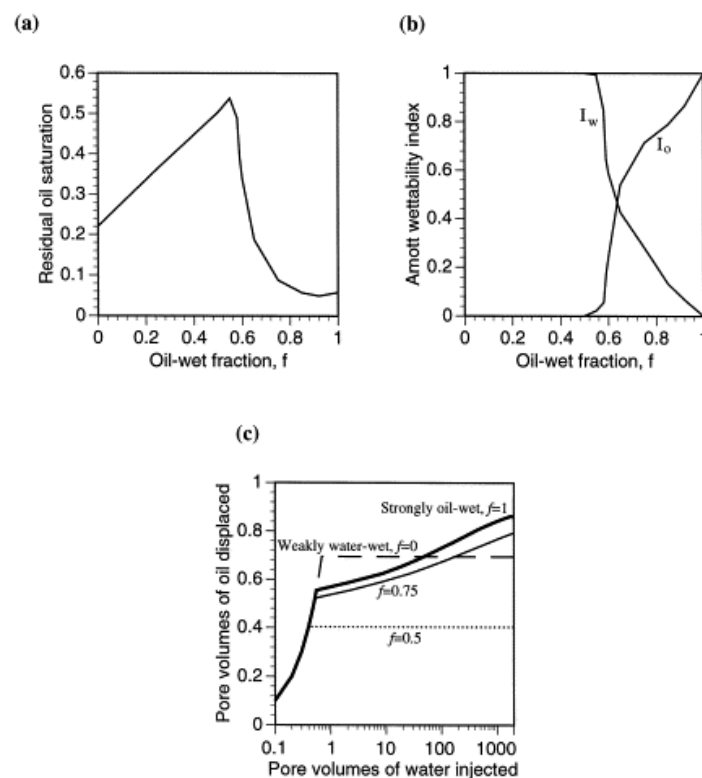 (a)
0.6
0.5
0.4
0.3
0.2
0.1
0
Residual oil saturation
0 0.2 0.4 0.6 0.8 1
Oil-wet fraction, f
(b)
1
0.8
0.6
0.4
0.2
0
Amott wettability index
I w
I o
0 0.2 0.4 0.6 0.8 1
Oil-wet fraction, f
(c)
1
0.8
0.6
0.4
0.2
0
Pore volumes of oil displaced
Strongly oil-wet, f=1
Weakly water-wet, f=0
f=0.75
f=0.5
0.1 1 10 100 1000
Pore volumes of water injected